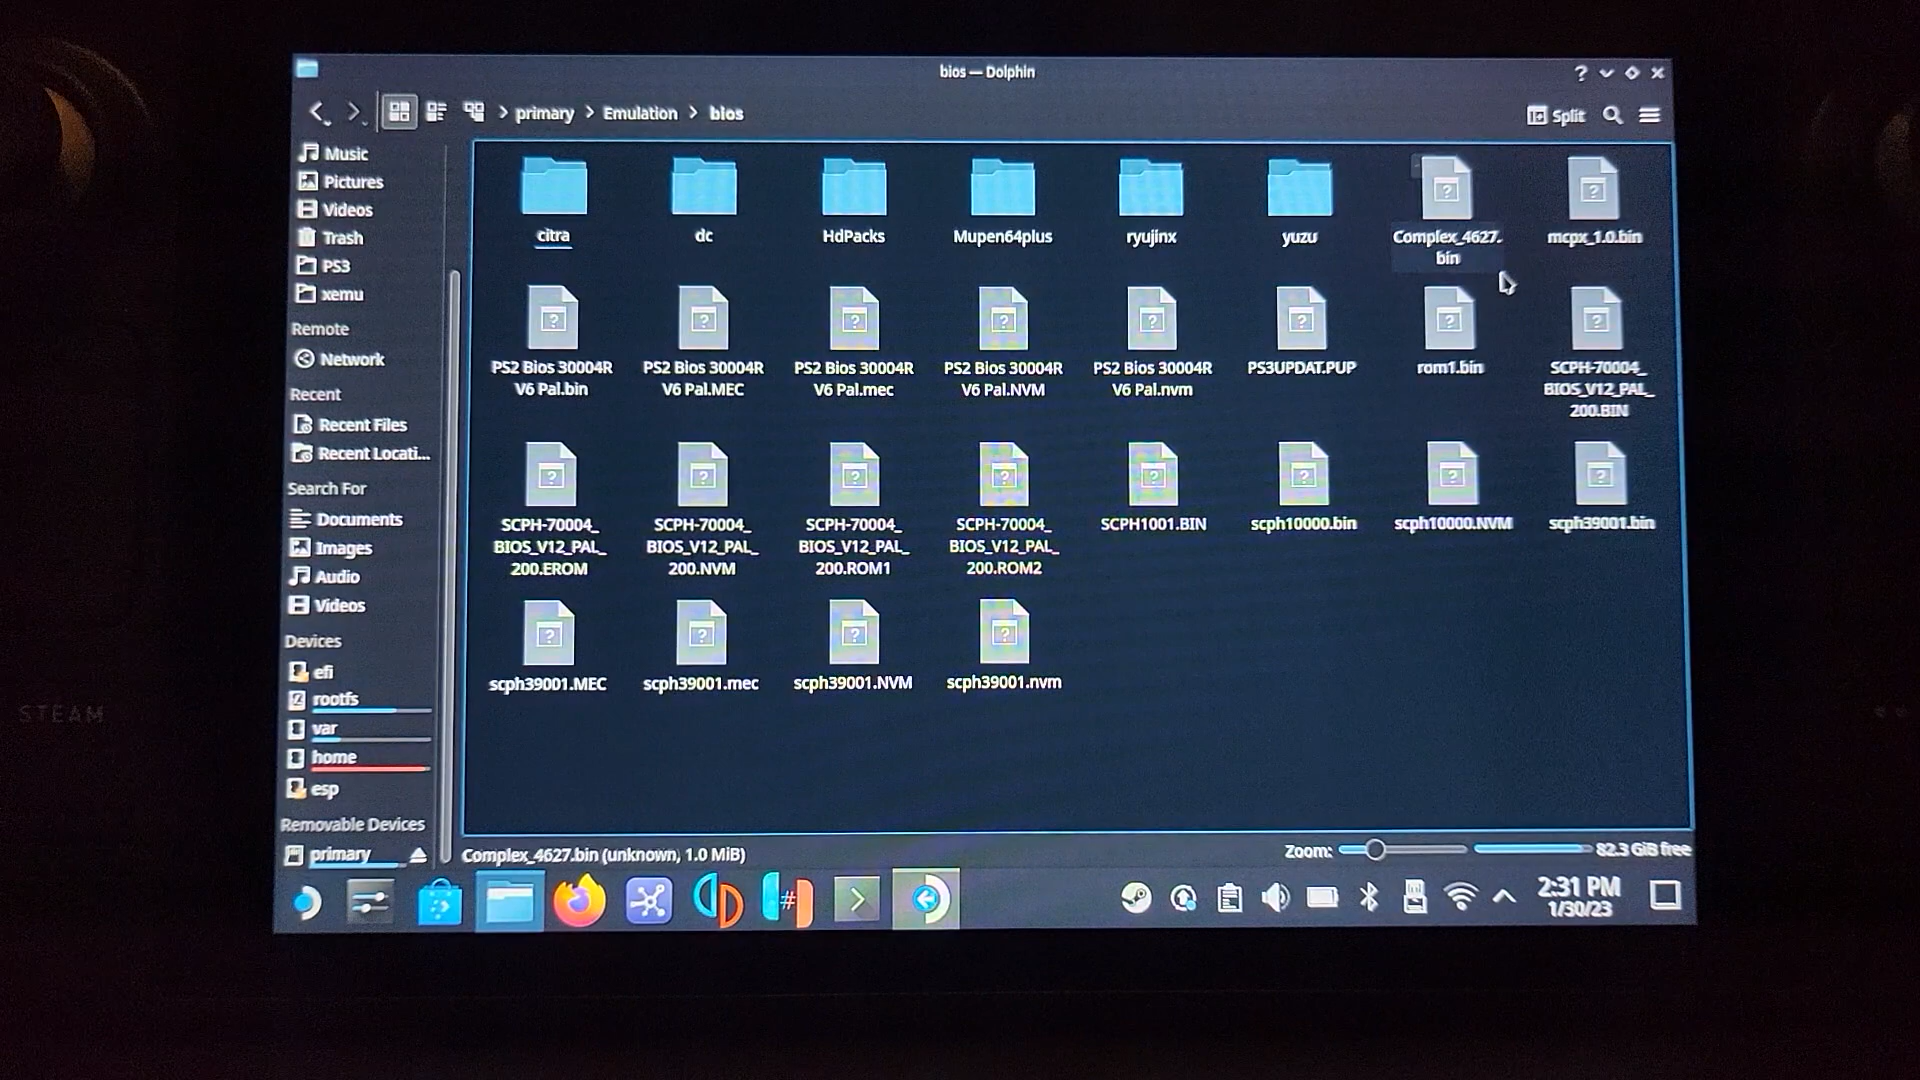 bios — Dolphin
primary > Emulation > bios
Split
Music
Pictures
Videos
Trash
PS3
xemu
Remote
Network
Recent
Recent Files
Recent Locati...
Search For
Documents
Images
Audio
Videos
Devices
efi
rootfs
var
home
esp
Removable Devices
primary
citra
dc
HdPacks
Mupen64plus
ryujinx
yuzu
Complex_4627.
bin
mcpx_1.0.bin
PS2 Bios 30004R
V6 Pal.bin
PS2 Bios 30004R
V6 Pal.MEC
PS2 Bios 30004R
V6 Pal.mec
PS2 Bios 30004R
V6 Pal.NVM
PS2 Bios 30004R
V6 Pal.nvm
PS3UPDAT.PUP
rom1.bin
SCPH-70004_
BIOS_V12_PAL_
200.BIN
SCPH-70004_
BIOS_V12_PAL_
200.EROM
SCPH-70004_
BIOS_V12_PAL_
200.NVM
SCPH-70004_
BIOS_V12_PAL_
200.ROM1
SCPH-70004_
BIOS_V12_PAL_
200.ROM2
SCPH1001.BIN
scph10000.bin
scph10000.NVM
scph39001.bin
scph39001.MEC
scph39001.mec
scph39001.NVM
scph39001.nvm
Complex_4627.bin (unknown, 1.0 MiB)
Zoom:
82.3 GiB free
2:31 PM
1/30/23
STEAM